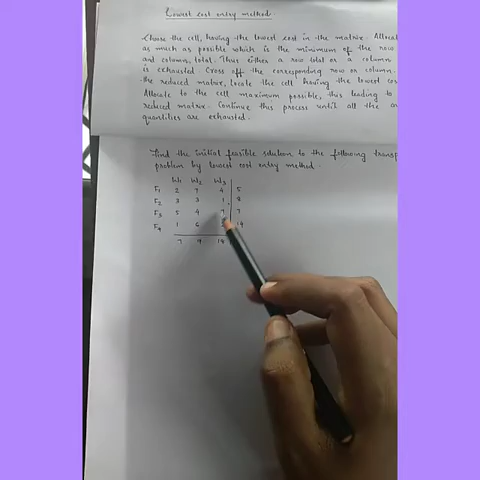 Lowest cost entry method
Choose the cell, having the lowest cost in the matrix. Allocat
as much as possible which is the minimum of the row
and column, total. Thus either a row total or a column
is exhausted. Cross off the corresponding row or column.
the reduced matrix, locate the cell having the lowest cos
Allocate to the cell maximum possible, thus leading to
reduced matrix. Continue this process until all the
quantities are exhausted.
Find the initial feasible solution to the following transp
problem by lowest cost entry method.
W1 W2 W3
F1 2 7 4 5
F2 3 3 1 8
F3 5 4 7 7
F4 1 6 14
7 9 18